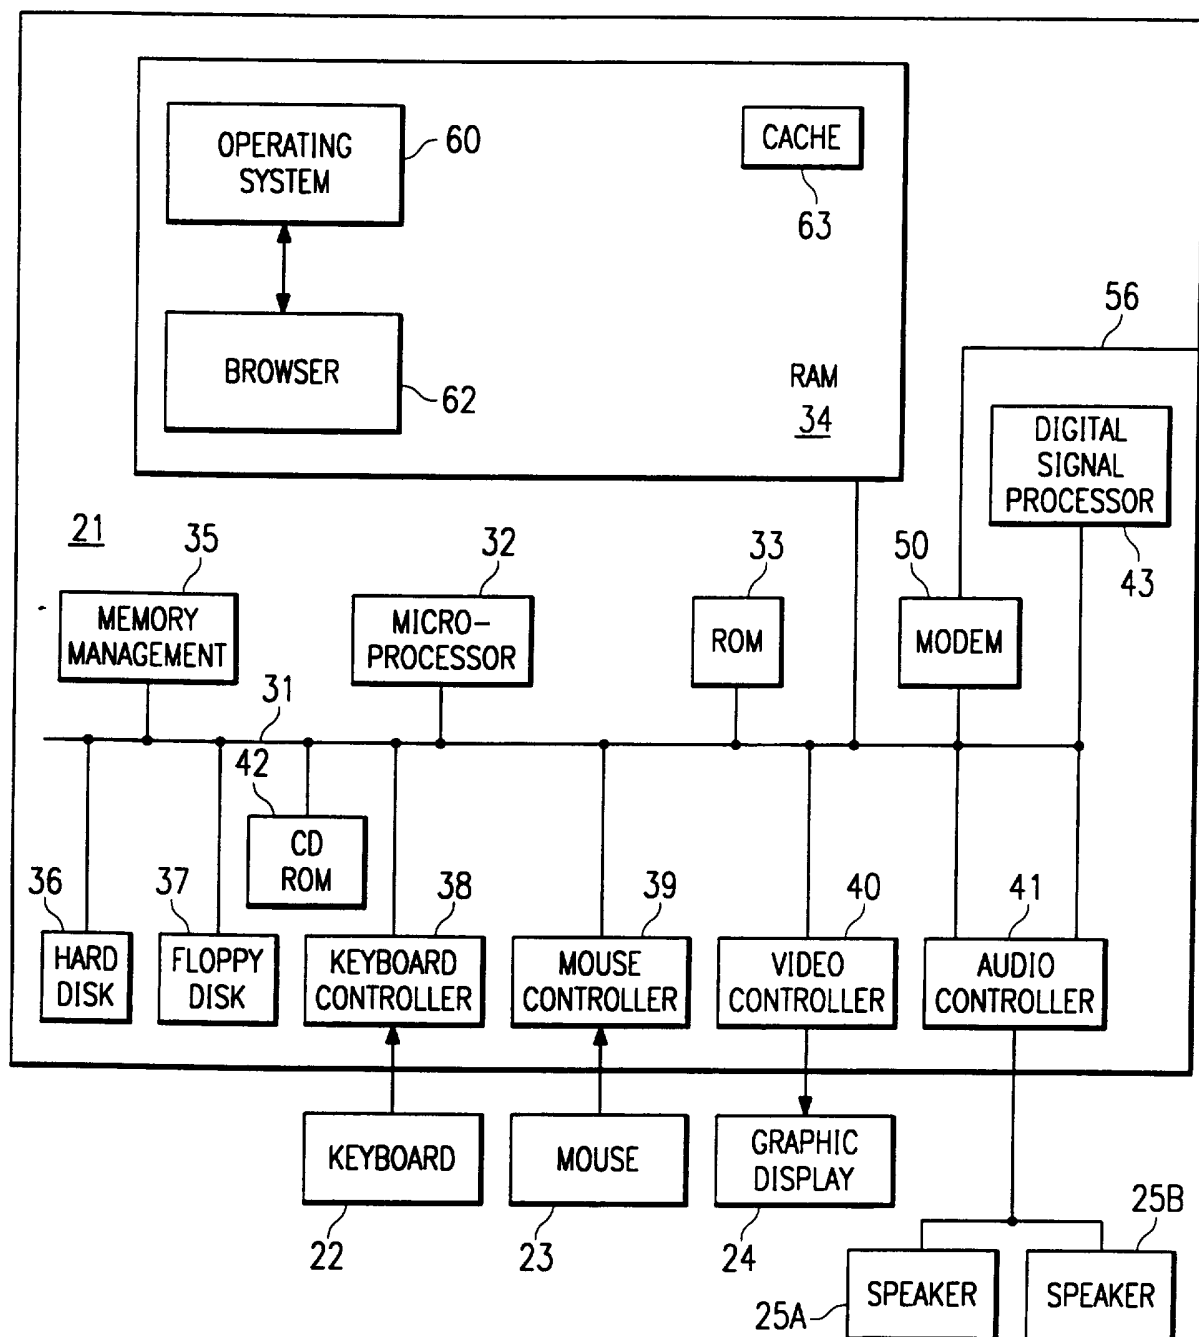 OPERATING
SYSTEM
60
CACHE
63
BROWSER
62
RAM
34
56
DIGITAL
SIGNAL
PROCESSOR
43
21
35
MEMORY
MANAGEMENT
32
MICRO-
PROCESSOR
33
ROM
50
MODEM
31
42
CD
ROM
36
HARD
DISK
37
FLOPPY
DISK
38
KEYBOARD
CONTROLLER
39
MOUSE
CONTROLLER
40
VIDEO
CONTROLLER
41
AUDIO
CONTROLLER
KEYBOARD
22
MOUSE
23
GRAPHIC
DISPLAY
24
25A
SPEAKER
25B
SPEAKER